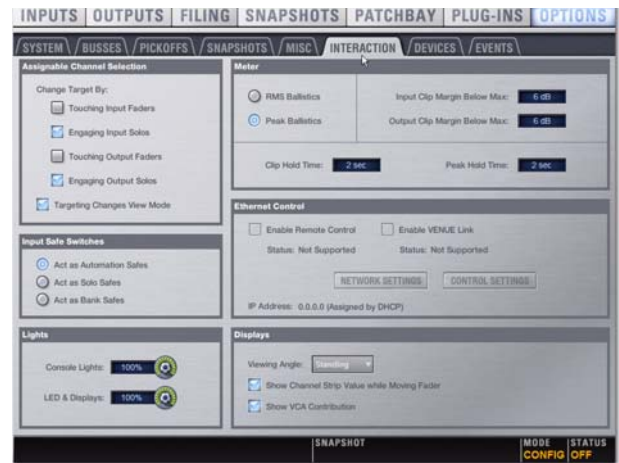 INPUTS OUTPUTS FILING SNAPSHOTS PATCHBAY PLUG-INS OPTIONS
SYSTEM BUSSES PICKOFFS SNAPSHOTS MISC INTERACTION DEVICES EVENTS
Assignable Channel Selection
Change Target By:
Touching Input Faders
Engaging Input Solos
Touching Output Faders
Engaging Output Solos
Targeting Changes View Mode
Meter
RMS Ballistics
Input Clip Margin Below Max: 6 dB
Peak Ballistics
Output Clip Margin Below Max: 6 dB
Clip Hold Time: 2 sec
Peak Hold Time: 2 sec
Input Safe Switches
Act as Automation Safes
Act as Solo Safes
Act as Bank Safes
Ethernet Control
Enable Remote Control
Enable VENUE Link
Status: Not Supported
Status: Not Supported
NETWORK SETTINGS
CONTROL SETTINGS
IP Address: 0.0.0.0 (Assigned by DHCP)
Lights
Console Lights: 100%
LED & Displays: 100%
Displays
Viewing Angle: Standing
Show Channel Strip Value while Moving Fader
Show VCA Contribution
SNAPSHOT
MODE STATUS
CONFIG OFF